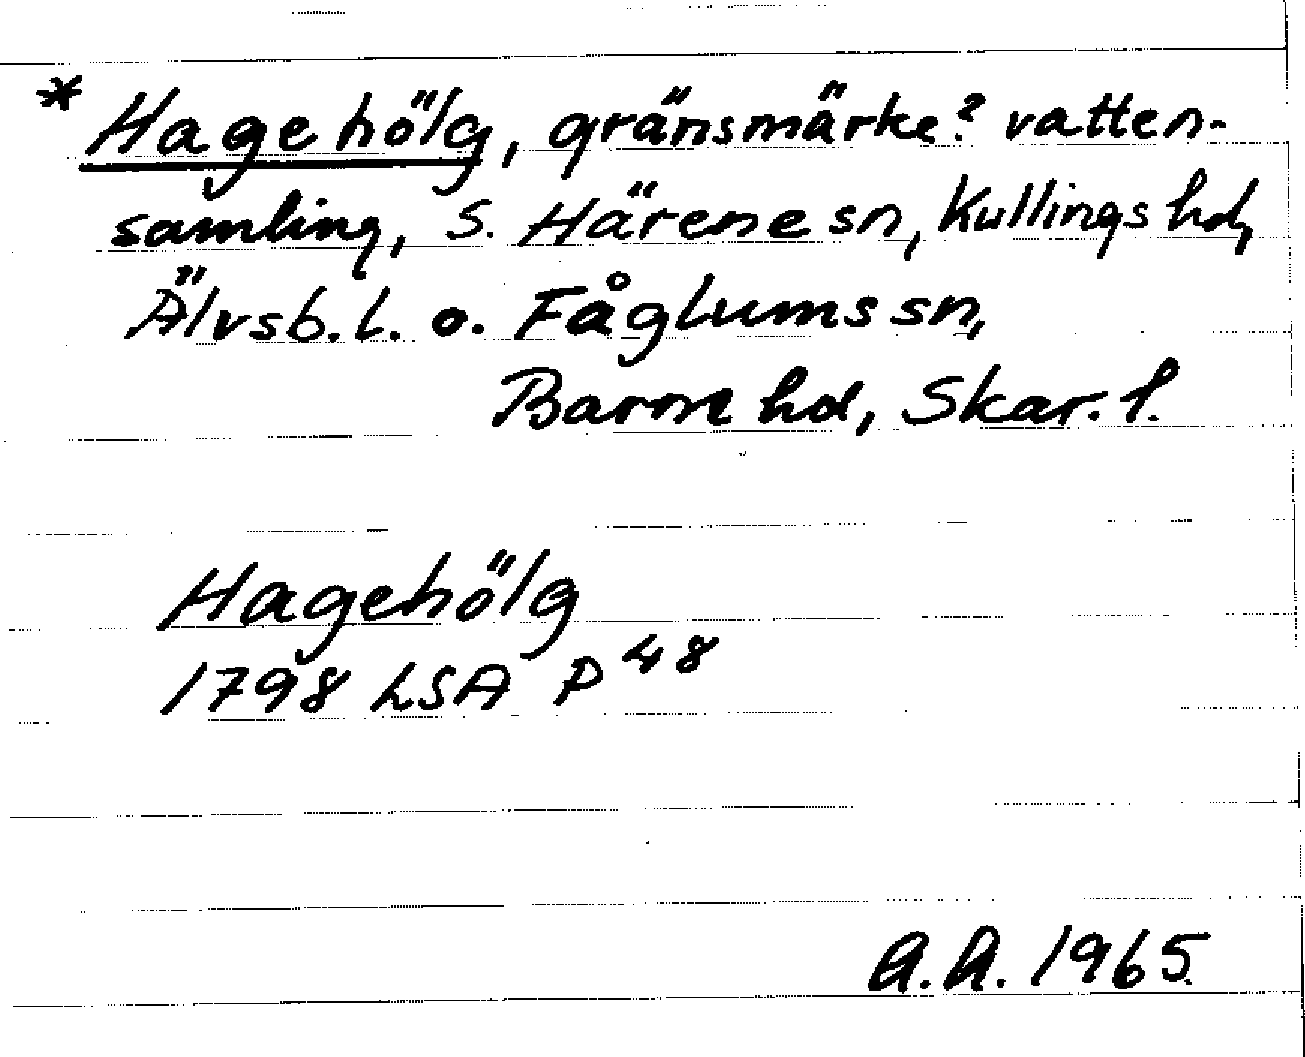 * Hagehölg, gränsmärke? vatten-
samling, S. Härene sn, Kullings hd,
Älvsb. l. o. Fåglums sn,
Barne hd, Skar. l.
Hagehölg
1798 LSA P 48
A.A. 1965